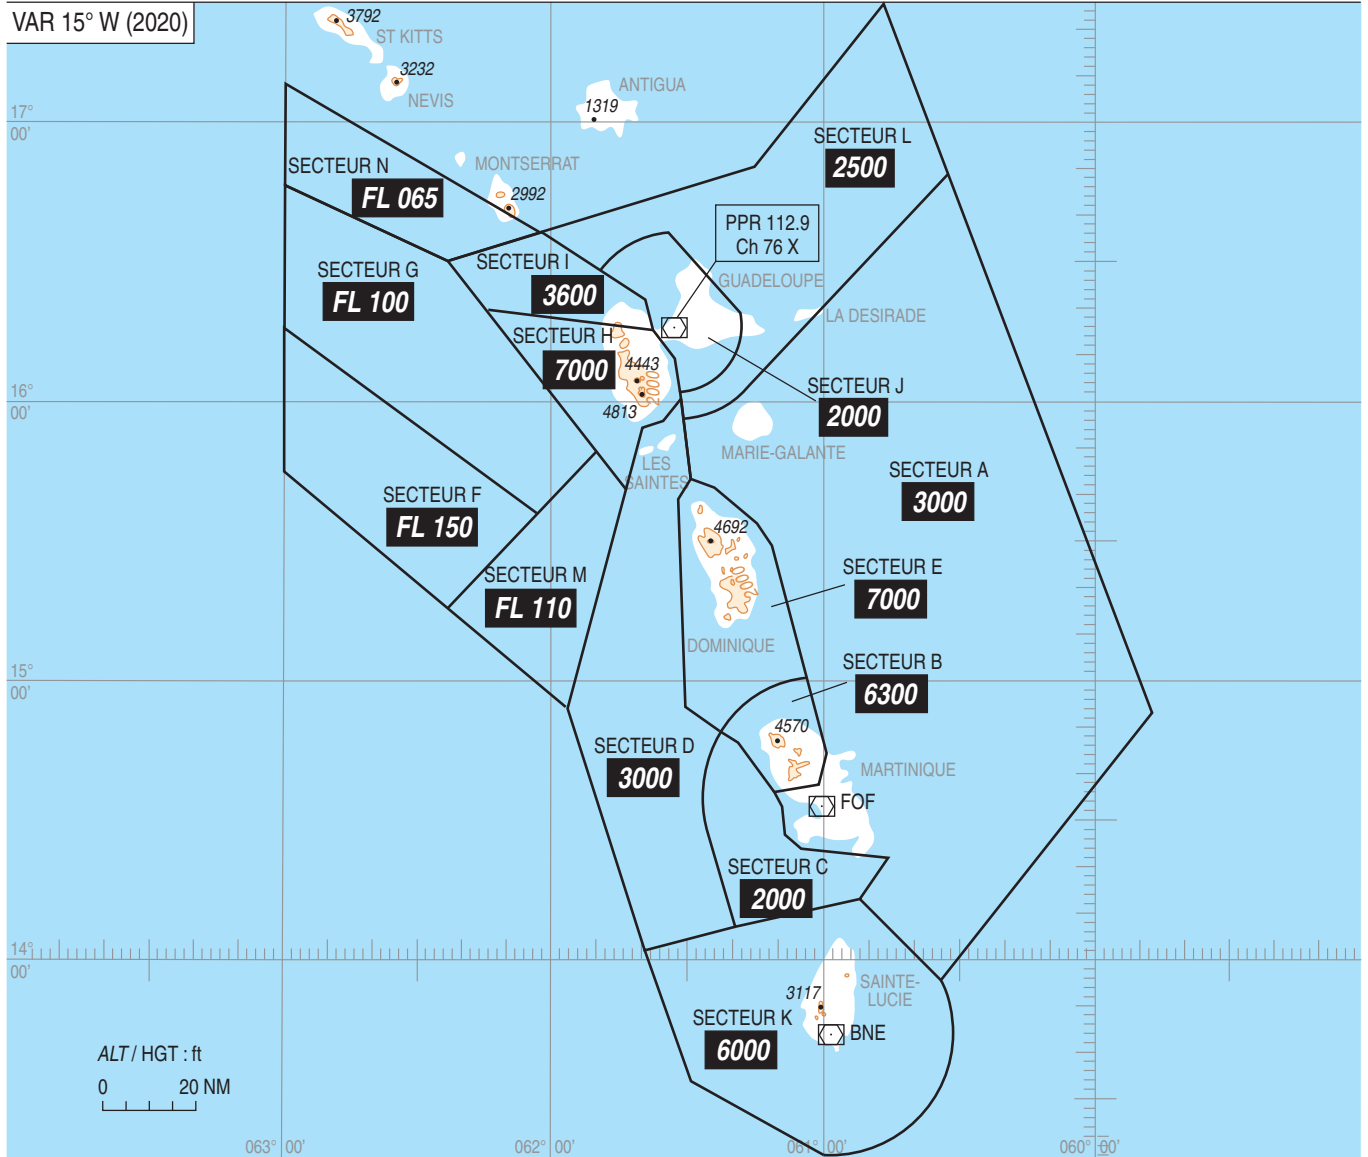 VAR 15° W (2020)
3792
ST KITTS
3232
NEVIS
ANTIGUA
1319
17°
00'
SECTEUR L
2500
SECTEUR N
FL 065
MONTSERRAT
2992
PPR 112.9
Ch 76 X
SECTEUR G
FL 100
SECTEUR I
3600
GUADELOUPE
LA DESIRADE
SECTEUR H
7000
4443
2000
4813
SECTEUR J
2000
16°
00'
MARIE-GALANTE
LES
SAINTES
SECTEUR A
3000
SECTEUR F
FL 150
4692
2000
SECTEUR M
FL 110
SECTEUR E
7000
DOMINIQUE
SECTEUR B
6300
15°
00'
4570
SECTEUR D
3000
MARTINIQUE
FOF
SECTEUR C
2000
14°
00'
SAINTE-
LUCIE
3117
SECTEUR K
6000
BNE
ALT / HGT : ft
0 20 NM
063° 00'
062° 00'
061° 00'
060° 00'